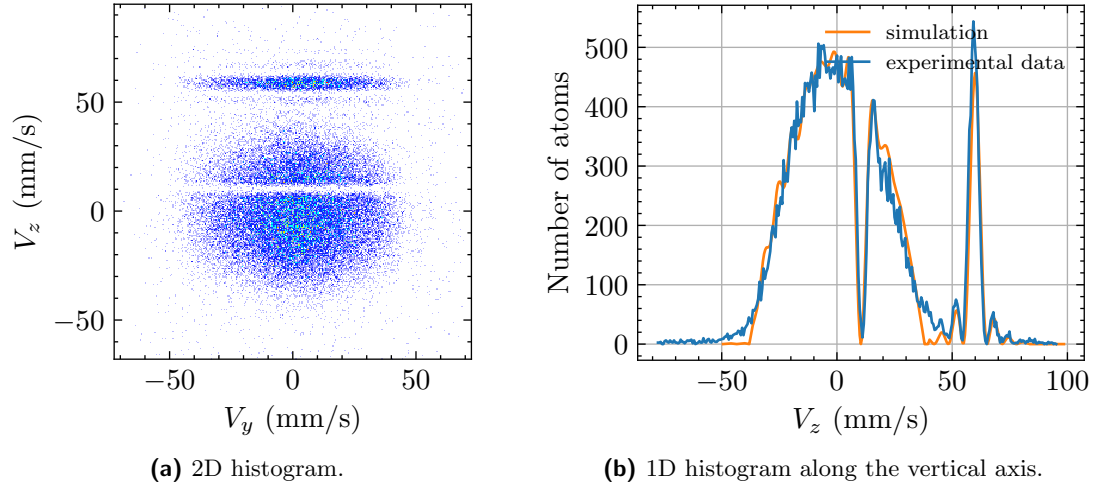 50
0
−50
V_z (mm/s)
−50 0 50
V_y (mm/s)
(a) 2D histogram.
simulation
experimental data
500
400
300
200
100
0
Number of atoms
−50 0 50 100
V_z (mm/s)
(b) 1D histogram along the vertical axis.